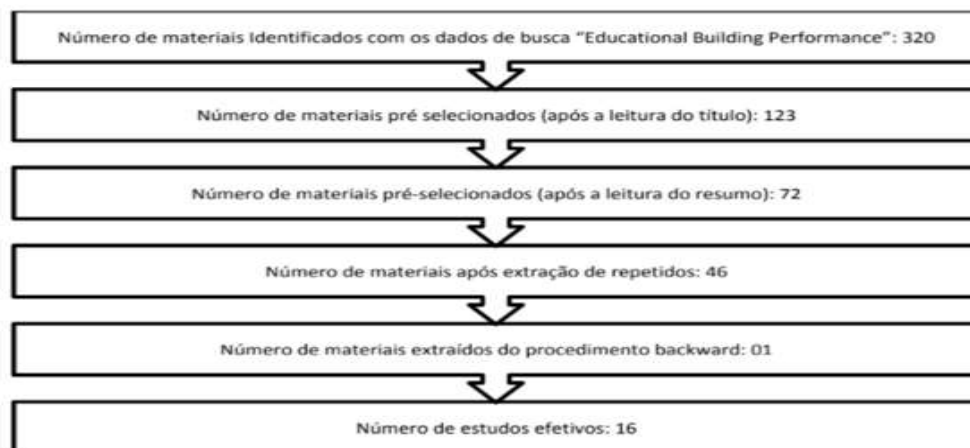 Número de materiais Identificados com os dados de busca “Educational Building Performance”: 320
Número de materiais pré selecionados (após a leitura do título): 123
Número de materiais pré-selecionados (após a leitura do resumo): 72
Número de materiais após extração de repetidos: 46
Número de materiais extraídos do procedimento backward: 01
Número de estudos efetivos: 16